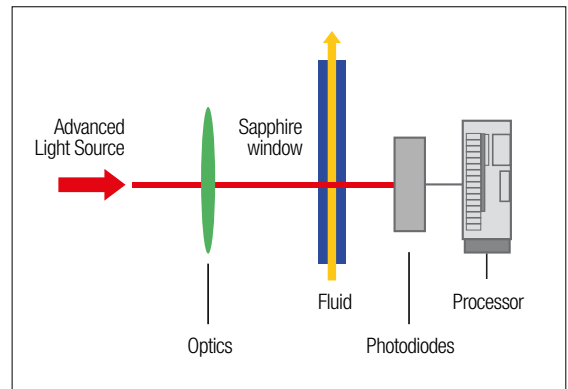 Advanced
Light Source
Sapphire
window
Fluid
Processor
Optics
Photodiodes